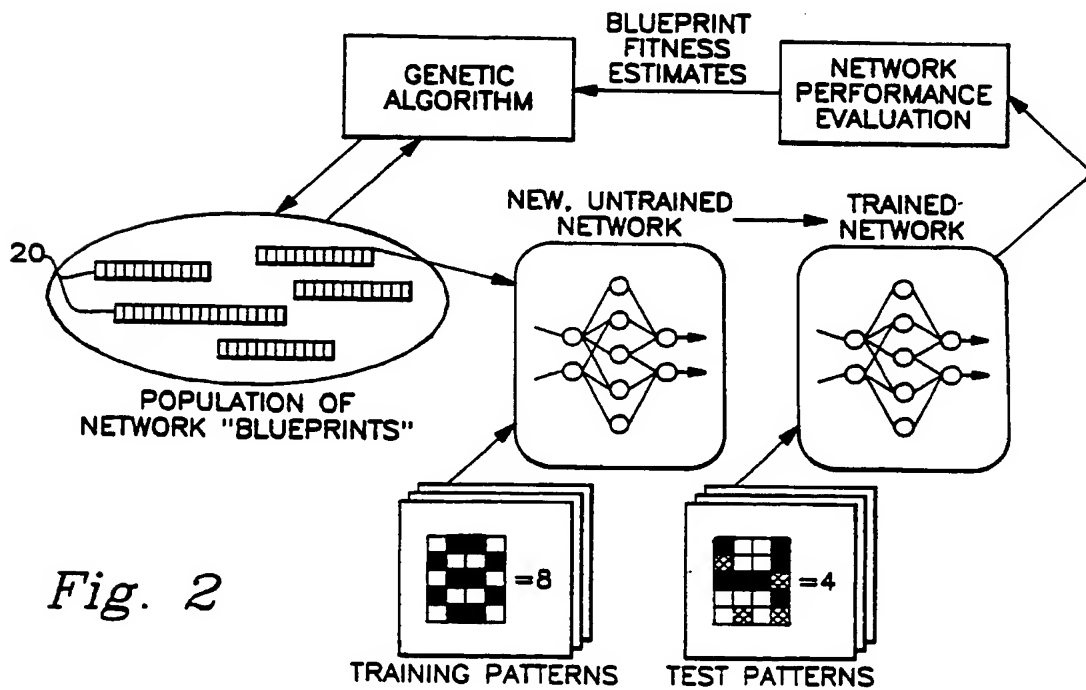 BLUEPRINT
FITNESS
ESTIMATES
GENETIC
ALGORITHM
NETWORK
PERFORMANCE
EVALUATION
NEW, UNTRAINED
NETWORK
TRAINED-
NETWORK
20
POPULATION OF
NETWORK "BLUEPRINTS"
=8
=4
Fig. 2
TRAINING PATTERNS
TEST PATTERNS